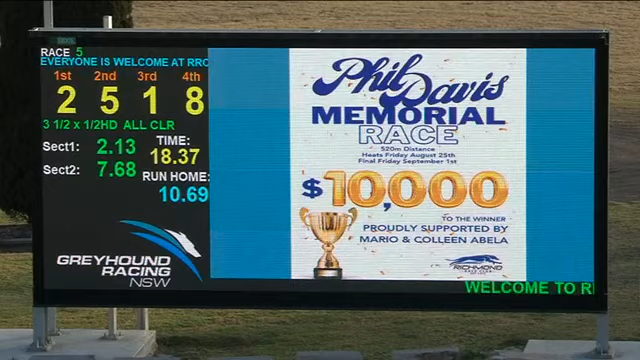 RACE 5
EVERYONE IS WELCOME AT RRC
1st 2nd 3rd 4th
2 5 1 8
3 1/2 x 1/2HD ALL CLR
Sect1: 2.13
TIME:
18.37
Sect2: 7.68
RUN HOME:
10.69
GREYHOUND
RACING
NSW
Phil Davis
MEMORIAL
RACE
520m Distance
Heats Friday August 25th
Final Friday September 1st
$10,000
TO THE WINNER
PROUDLY SUPPORTED BY
MARIO & COLLEEN ABELA
RICHMOND
WELCOME TO R